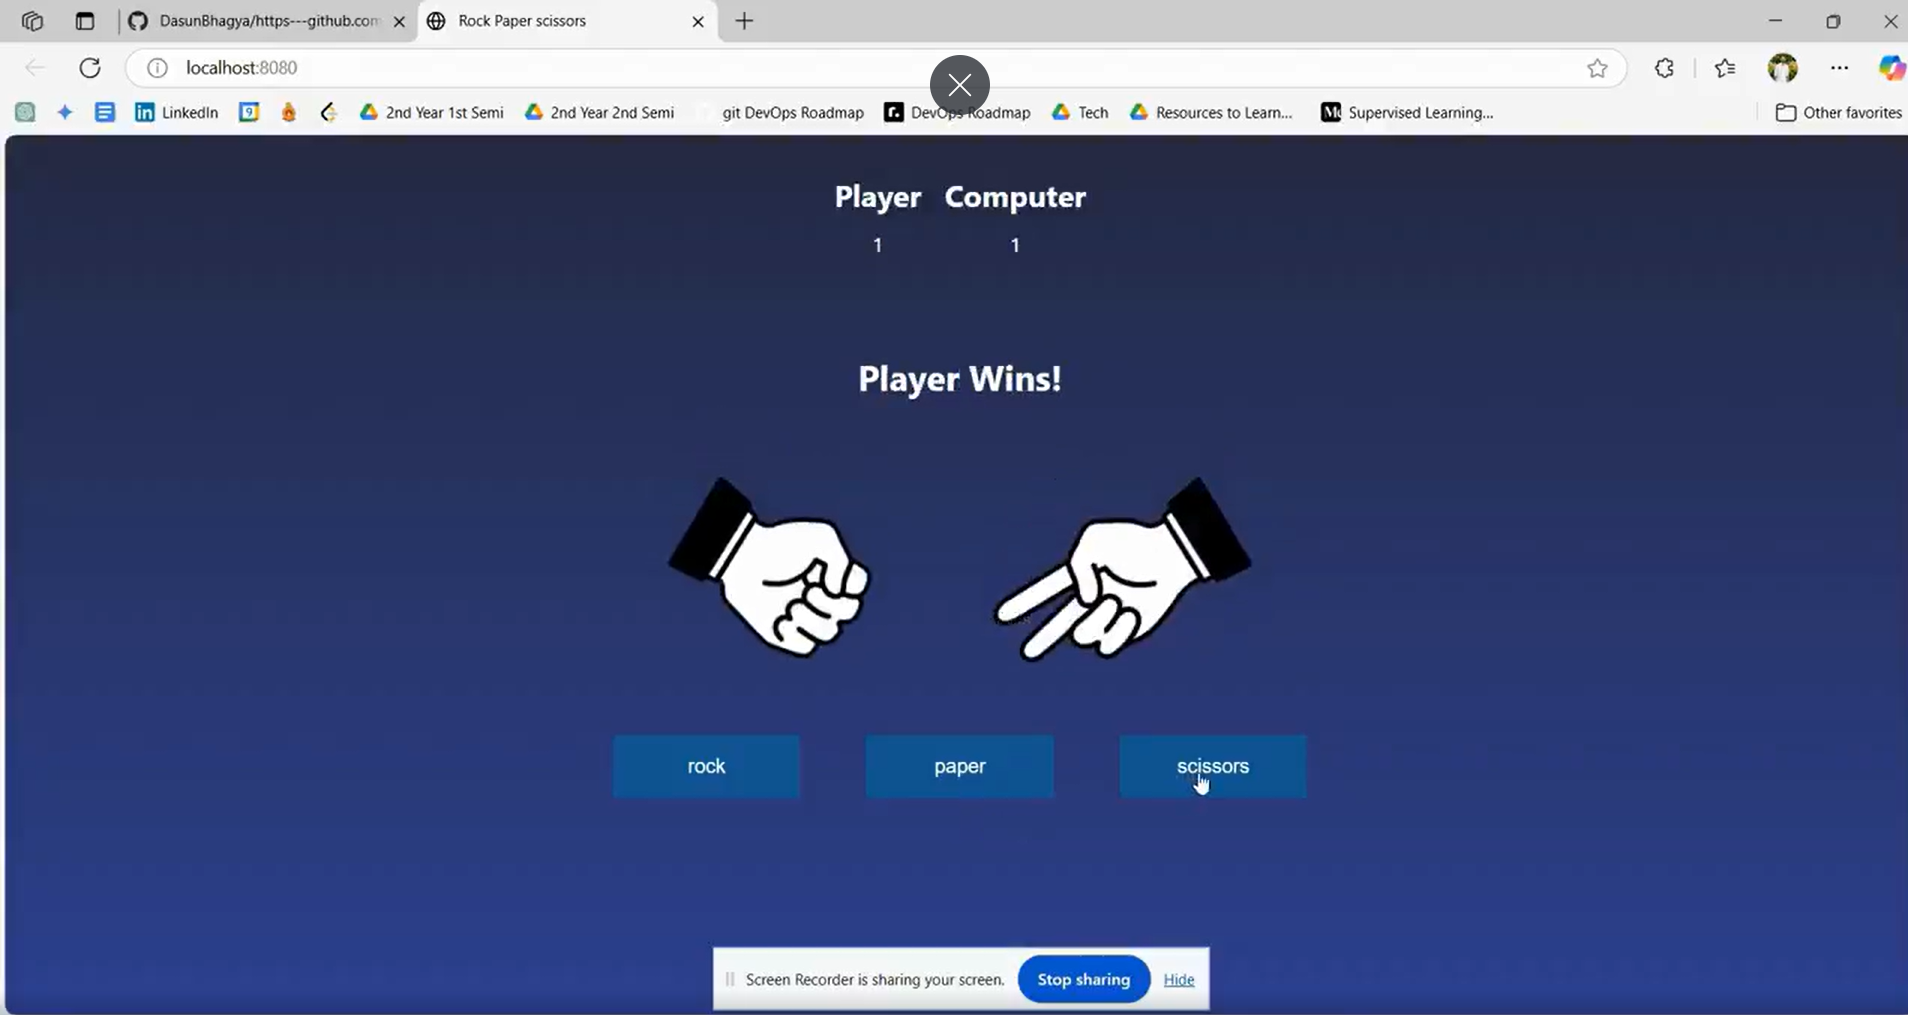 DasunBhagya/https---github.com
Rock Paper scissors
localhost:8080
LinkedIn
9
2nd Year 1st Semi
2nd Year 2nd Semi
git DevOps Roadmap
r.
DevOps Roadmap
Tech
Resources to Learn...
Supervised Learning...
Other favorites
Player Computer
1 1
Player Wins!
rock paper scissors
Screen Recorder is sharing your screen. Stop sharing Hide